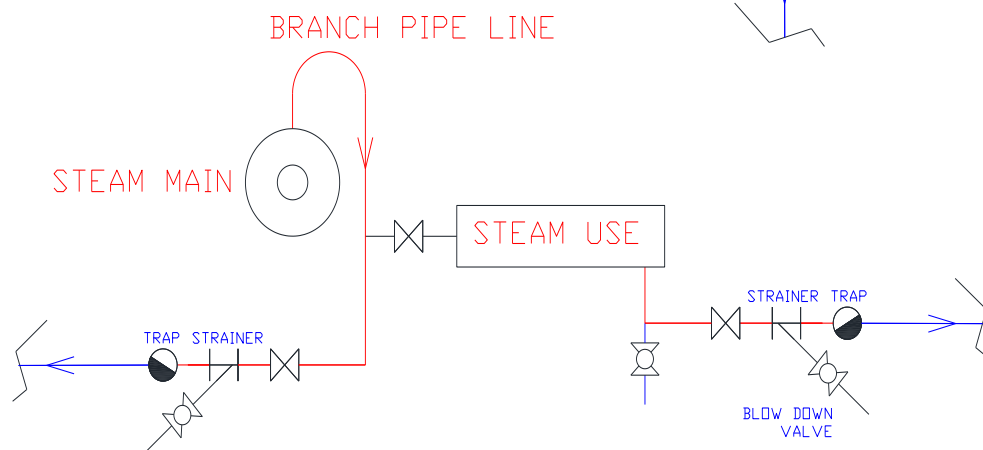 BRANCH PIPE LINE
STEAM MAIN
STEAM USE
STRAINER TRAP
TRAP STRAINER
BLOW DOWN
VALVE